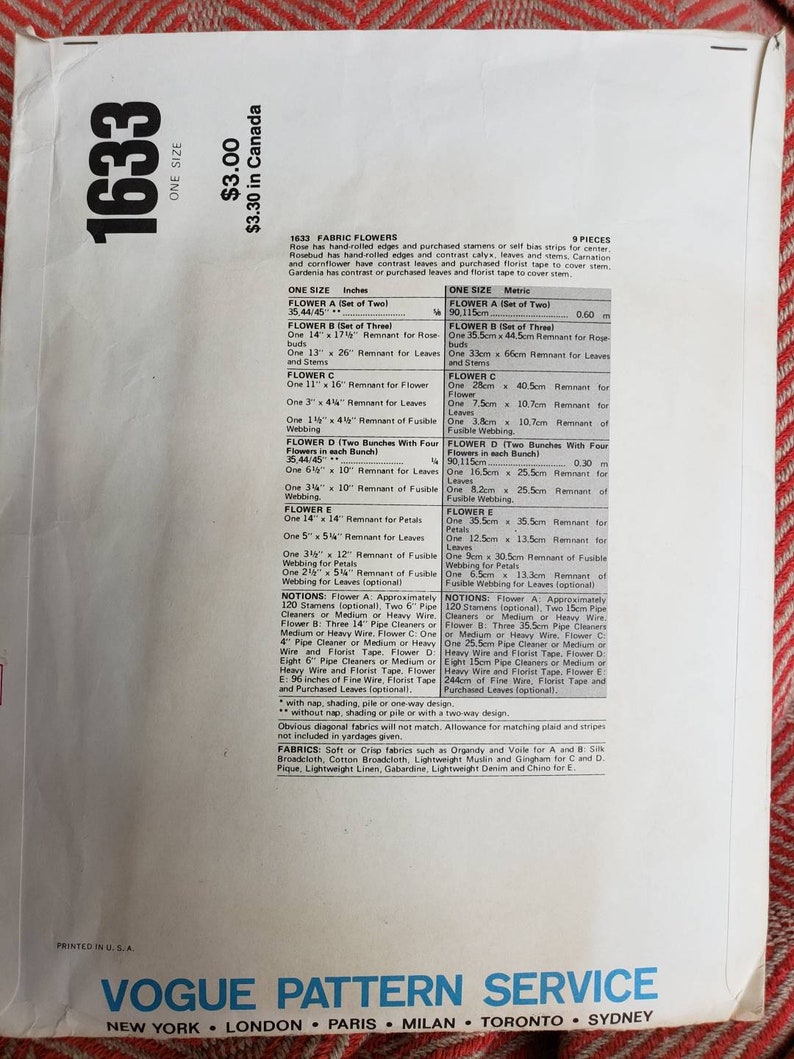 1633
ONE SIZE
$3.00
$3.30 in Canada
1633 FABRIC FLOWERS 9 PIECES
Rose has hand-rolled edges and purchased stamens or self bias strips for center.
Rosebud has hand-rolled edges and contrast calyx, leaves and stems. Carnation
and cornflower have contrast leaves and purchased florist tape to cover stem.
Gardenia has contrast or purchased leaves and florist tape to cover stem.
ONE SIZE Inches
FLOWER A (Set of Two)
35,44/45" ** ........................ 5/8
FLOWER B (Set of Three)
One 14" x 17½" Remnant for Rose-
buds
One 13" x 26" Remnant for Leaves
and Stems
FLOWER C
One 11" x 16" Remnant for Flower
One 3" x 4¼" Remnant for Leaves
One 1½" x 4½" Remnant of Fusible
Webbing
FLOWER D (Two Bunches With Four
Flowers in each Bunch)
35,44/45" ** ........................ ¼
One 6½" x 10" Remnant for Leaves
One 3¼" x 10" Remnant of Fusible
Webbing.
FLOWER E
One 14" x 14" Remnant for Petals
One 5" x 5¼" Remnant for Leaves
One 3½" x 12" Remnant of Fusible
Webbing for Petals
One 2½" x 5¼" Remnant of Fusible
Webbing for Leaves (optional)
NOTIONS: Flower A: Approximately
120 Stamens (optional), Two 6" Pipe
Cleaners or Medium or Heavy Wire.
Flower B: Three 14" Pipe Cleaners or
Medium or Heavy Wire. Flower C: One
4" Pipe Cleaner or Medium or Heavy
Wire and Florist Tape. Flower D:
Eight 6" Pipe Cleaners or Medium or
Heavy Wire and Florist Tape. Flower
E: 96 inches of Fine Wire, Florist Tape
and Purchased Leaves (optional).
ONE SIZE Metric
FLOWER A (Set of Two)
90,115cm ............................ 0.60 m
FLOWER B (Set of Three)
One 35.5cm x 44.5cm Remnant for Rose-
buds
One 33cm x 66cm Remnant for Leaves
and Stems
FLOWER C
One 28cm x 40.5cm Remnant for
Flower
One 7.5cm x 10.7cm Remnant for
Leaves
One 3.8cm x 10.7cm Remnant of
Fusible Webbing.
FLOWER D (Two Bunches With Four
Flowers in each Bunch)
90,115cm ............................ 0.30 m
One 16.5cm x 25.5cm Remnant for
Leaves
One 8.2cm x 25.5cm Remnant of
Fusible Webbing.
FLOWER E
One 35.5cm x 35.5cm Remnant for
Petals
One 12.5cm x 13.5cm Remnant for
Leaves
One 9cm x 30.5cm Remnant of Fusible
Webbing for Petals
One 6.5cm x 13.3cm Remnant of
Fusible Webbing for Leaves (optional)
NOTIONS: Flower A: Approximately
120 Stamens (optional), Two 15cm Pipe
Cleaners or Medium or Heavy Wire.
Flower B: Three 35.5cm Pipe Cleaners
or Medium or Heavy Wire. Flower C:
One 25.5cm Pipe Cleaner or Medium or
Heavy Wire and Florist Tape. Flower D:
Eight 15cm Pipe Cleaners or Medium or
Heavy Wire and Florist Tape. Flower E:
244cm of Fine Wire, Florist Tape and
Purchased Leaves (optional).
* with nap, shading, pile or one-way design.
** without nap, shading or pile or with a two-way design.
Obvious diagonal fabrics will not match. Allowance for matching plaid and stripes
not included in yardages given.
FABRICS: Soft or Crisp fabrics such as Organdy and Voile for A and B: Silk
Broadcloth, Cotton Broadcloth, Lightweight Muslin and Gingham for C and D.
Pique, Lightweight Linen, Gabardine, Lightweight Denim and Chino for E.
PRINTED IN U. S. A.
VOGUE PATTERN SERVICE
NEW YORK • LONDON • PARIS • MILAN • TORONTO • SYDNEY